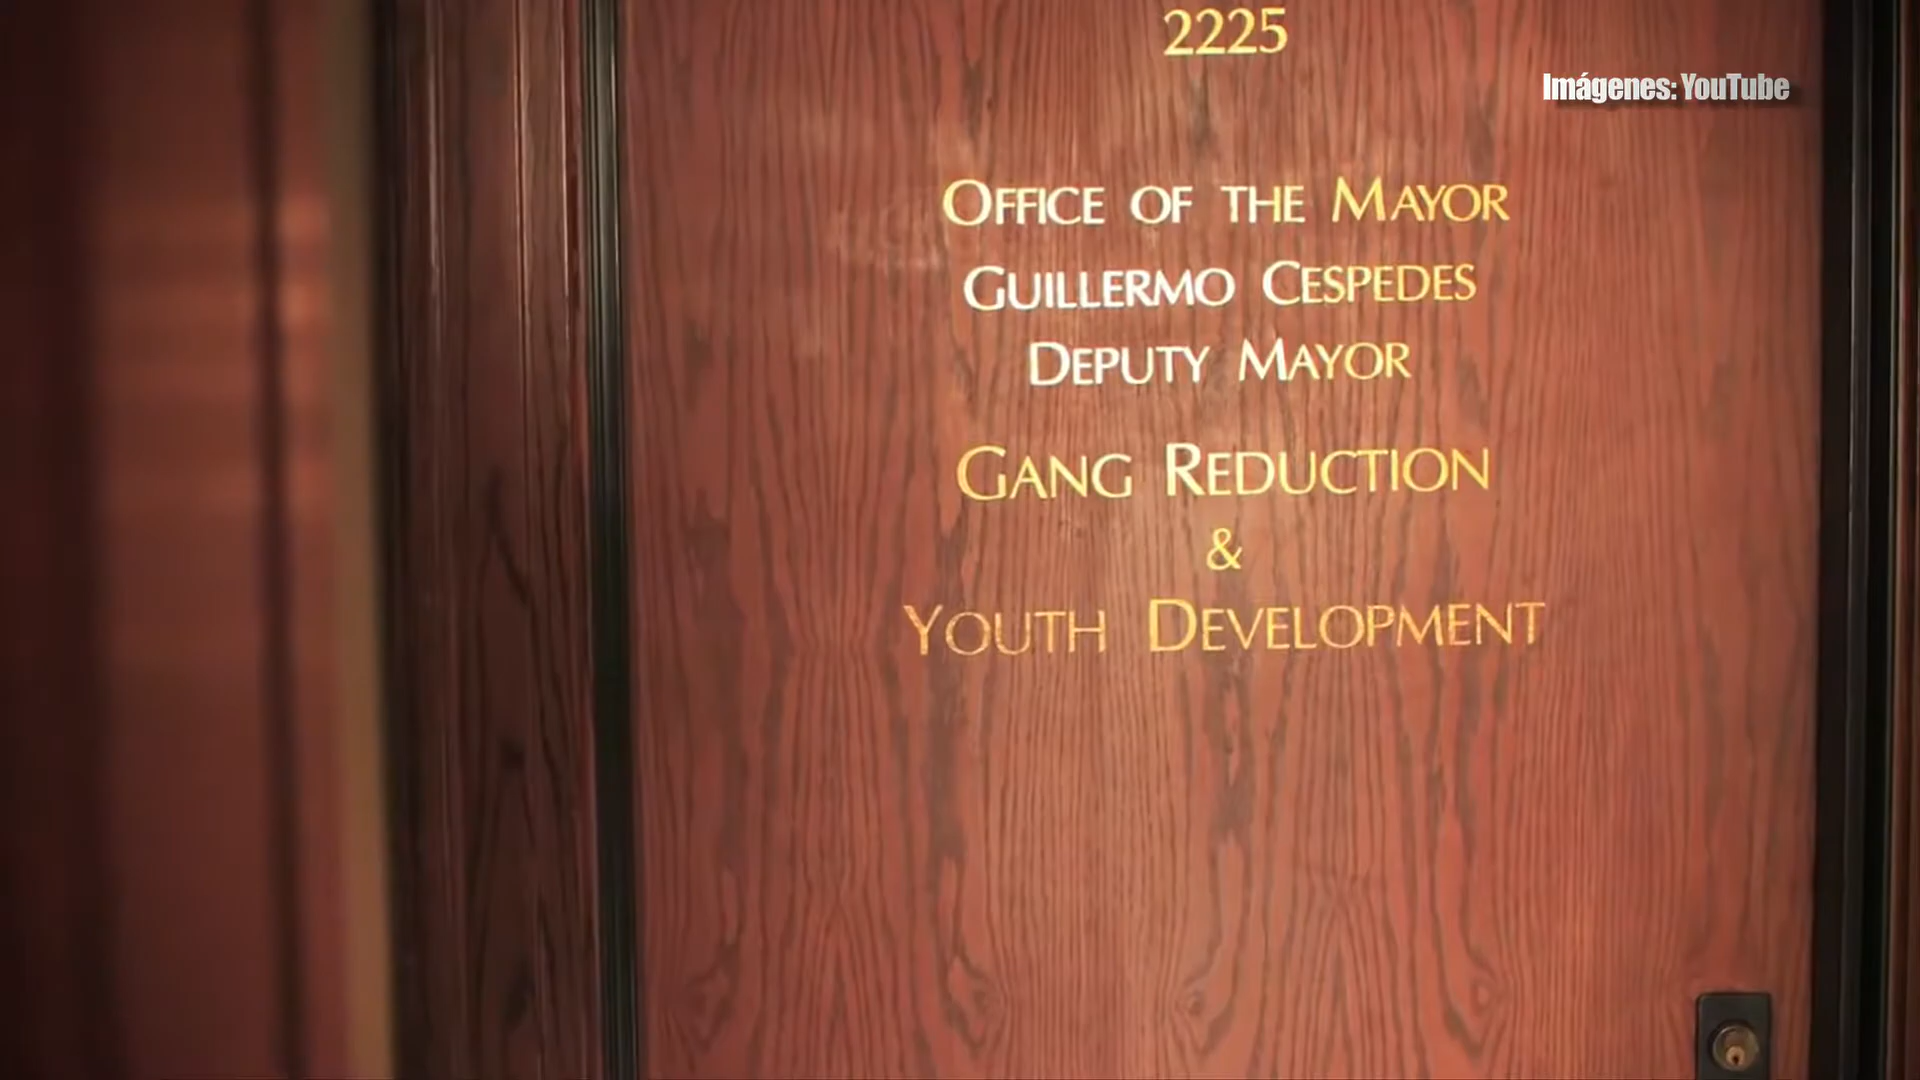 2225
Imágenes: YouTube
OFFICE OF THE MAYOR
GUILLERMO CESPEDES
DEPUTY MAYOR
GANG REDUCTION
&
YOUTH DEVELOPMENT